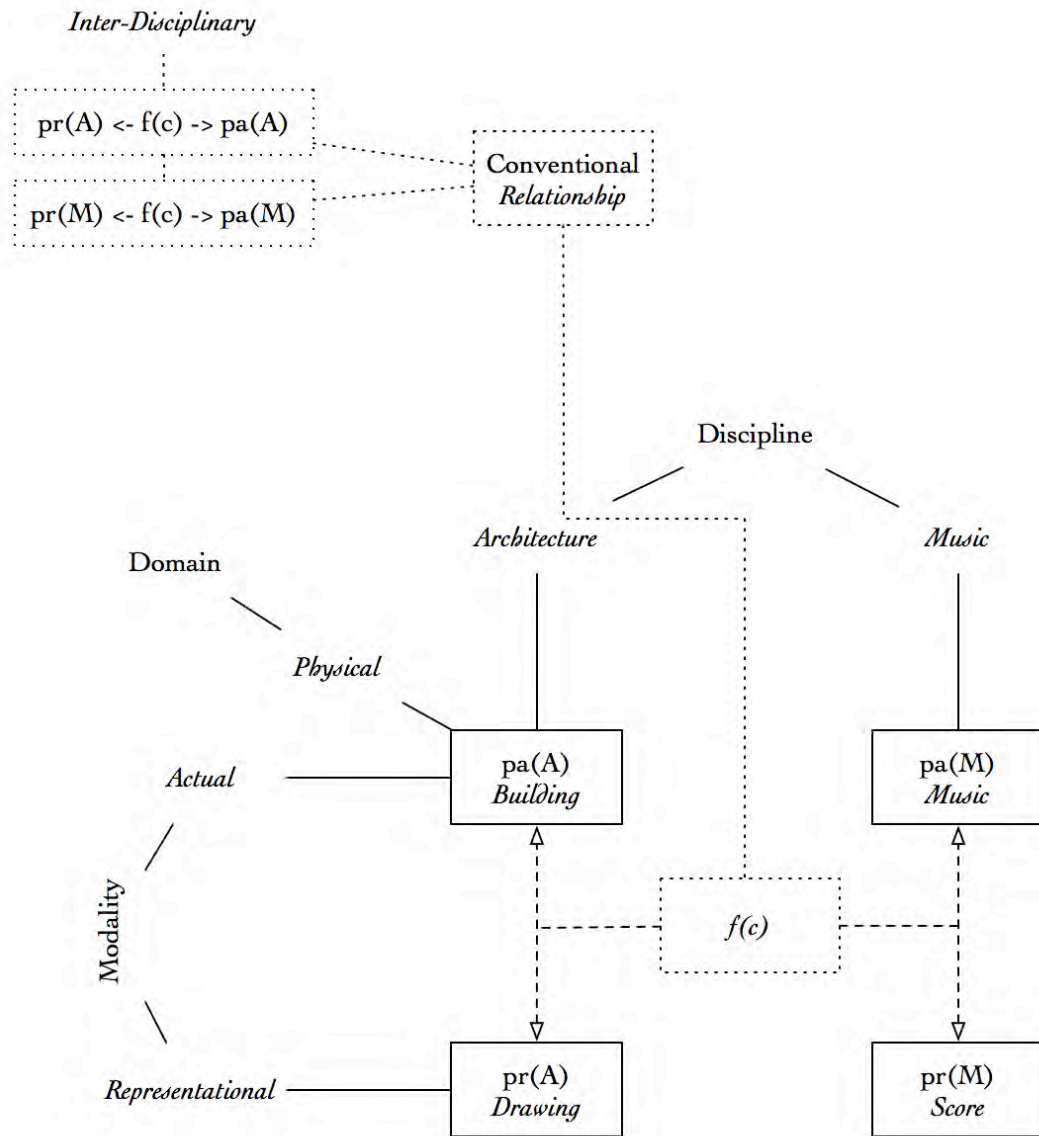 Inter-Disciplinary
pr(A) <- f(c) -> pa(A)
pr(M) <- f(c) -> pa(M)
Conventional
Relationship
Discipline
Architecture
Music
Domain
Physical
Actual
pa(A)
Building
pa(M)
Music
Modality
f(c)
Representational
pr(A)
Drawing
pr(M)
Score